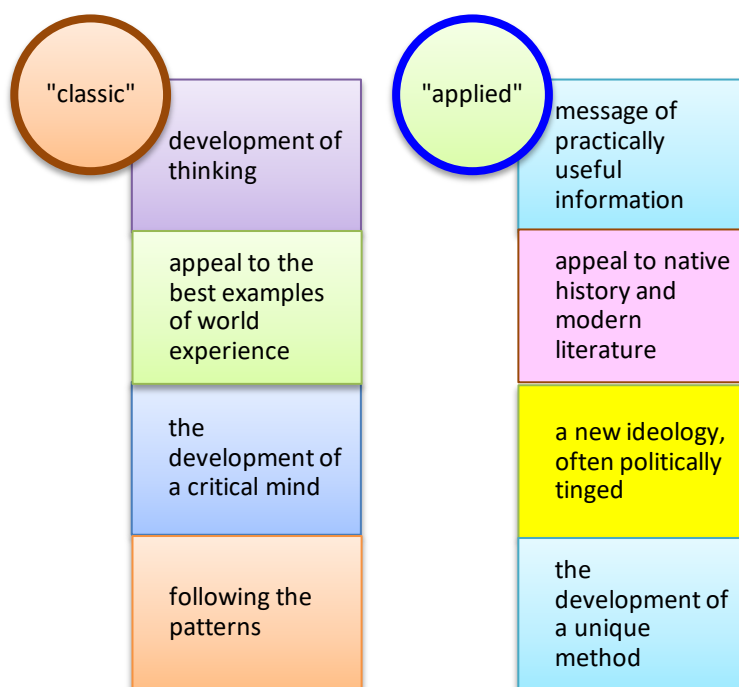 "classic"
development of
thinking
appeal to the
best examples
of world
experience
the
development of
a critical mind
following the
patterns
"applied"
message of
practically
useful
information
appeal to native
history and
modern
literature
a new ideology,
often politically
tinged
the
development of
a unique
method